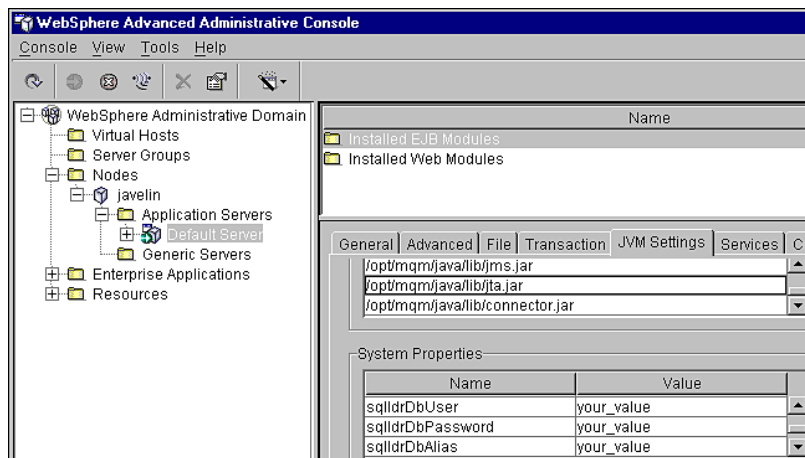 WebSphere Advanced Administrative Console
Console View Tools Help
WebSphere Administrative Domain
Virtual Hosts
Server Groups
Nodes
javelin
Application Servers
Default Server
Generic Servers
Enterprise Applications
Resources
Name
Installed EJB Modules
Installed Web Modules
General Advanced File Transaction JVM Settings Services C
/opt/mqm/java/lib/jms.jar
/opt/mqm/java/lib/jta.jar
/opt/mqm/java/lib/connector.jar
System Properties
Name Value
sqlldrDbUser your_value
sqlldrDbPassword your_value
sqlldrDbAlias your_value